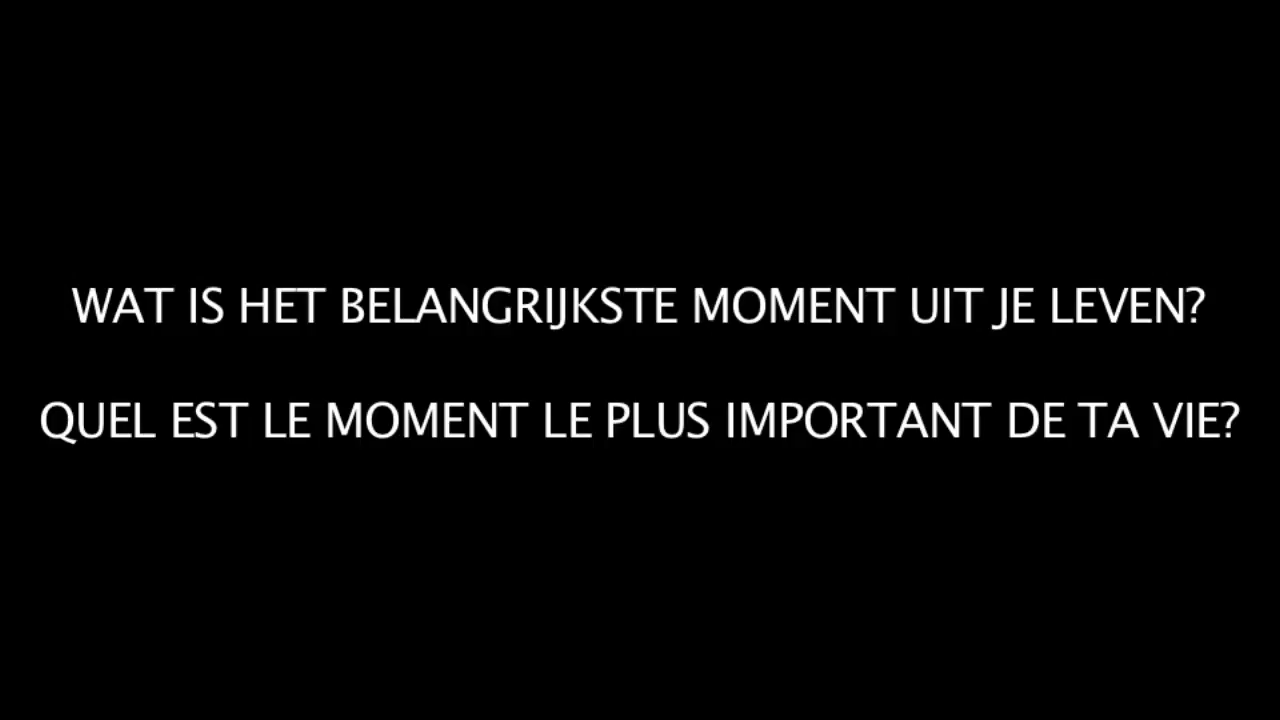 WAT IS HET BELANGRIJKSTE MOMENT UIT JE LEVEN?
QUEL EST LE MOMENT LE PLUS IMPORTANT DE TA VIE?